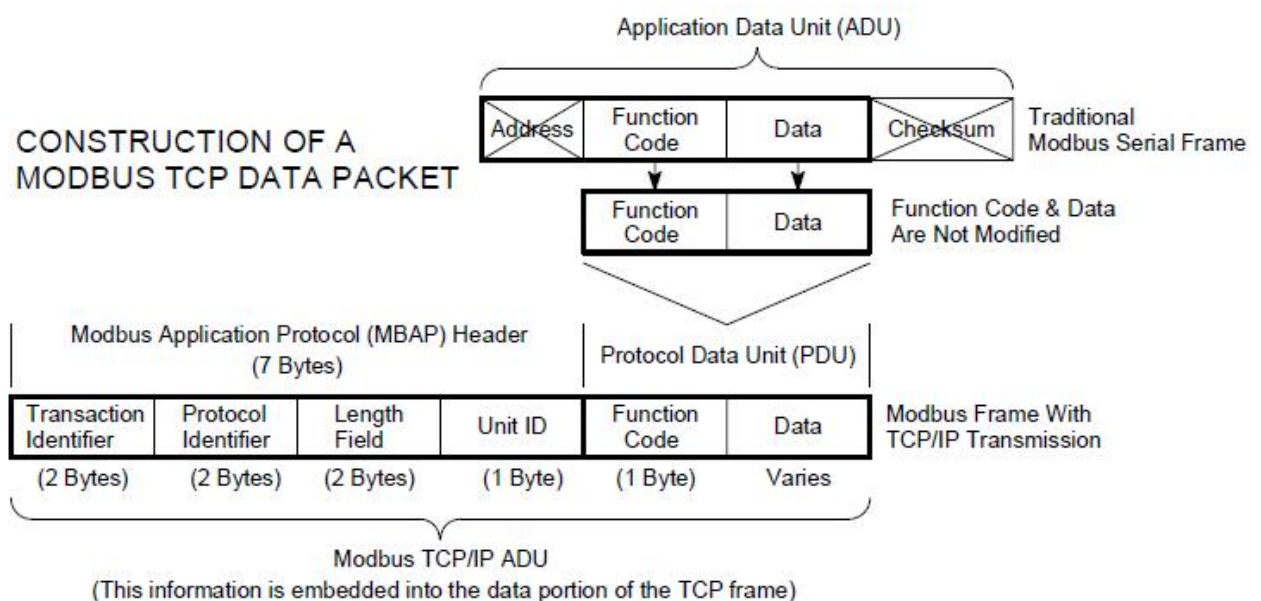 Application Data Unit (ADU)
CONSTRUCTION OF A
MODBUS TCP DATA PACKET
Address
Function
Code
Data
Checksum
Traditional
Modbus Serial Frame
Function
Code
Data
Function Code & Data
Are Not Modified
Modbus Application Protocol (MBAP) Header
(7 Bytes)
Protocol Data Unit (PDU)
Transaction
Identifier
Protocol
Identifier
Length
Field
Unit ID
Function
Code
Data
Modbus Frame With
TCP/IP Transmission
(2 Bytes)
(2 Bytes)
(2 Bytes)
(1 Byte)
(1 Byte)
Varies
Modbus TCP/IP ADU
(This information is embedded into the data portion of the TCP frame)